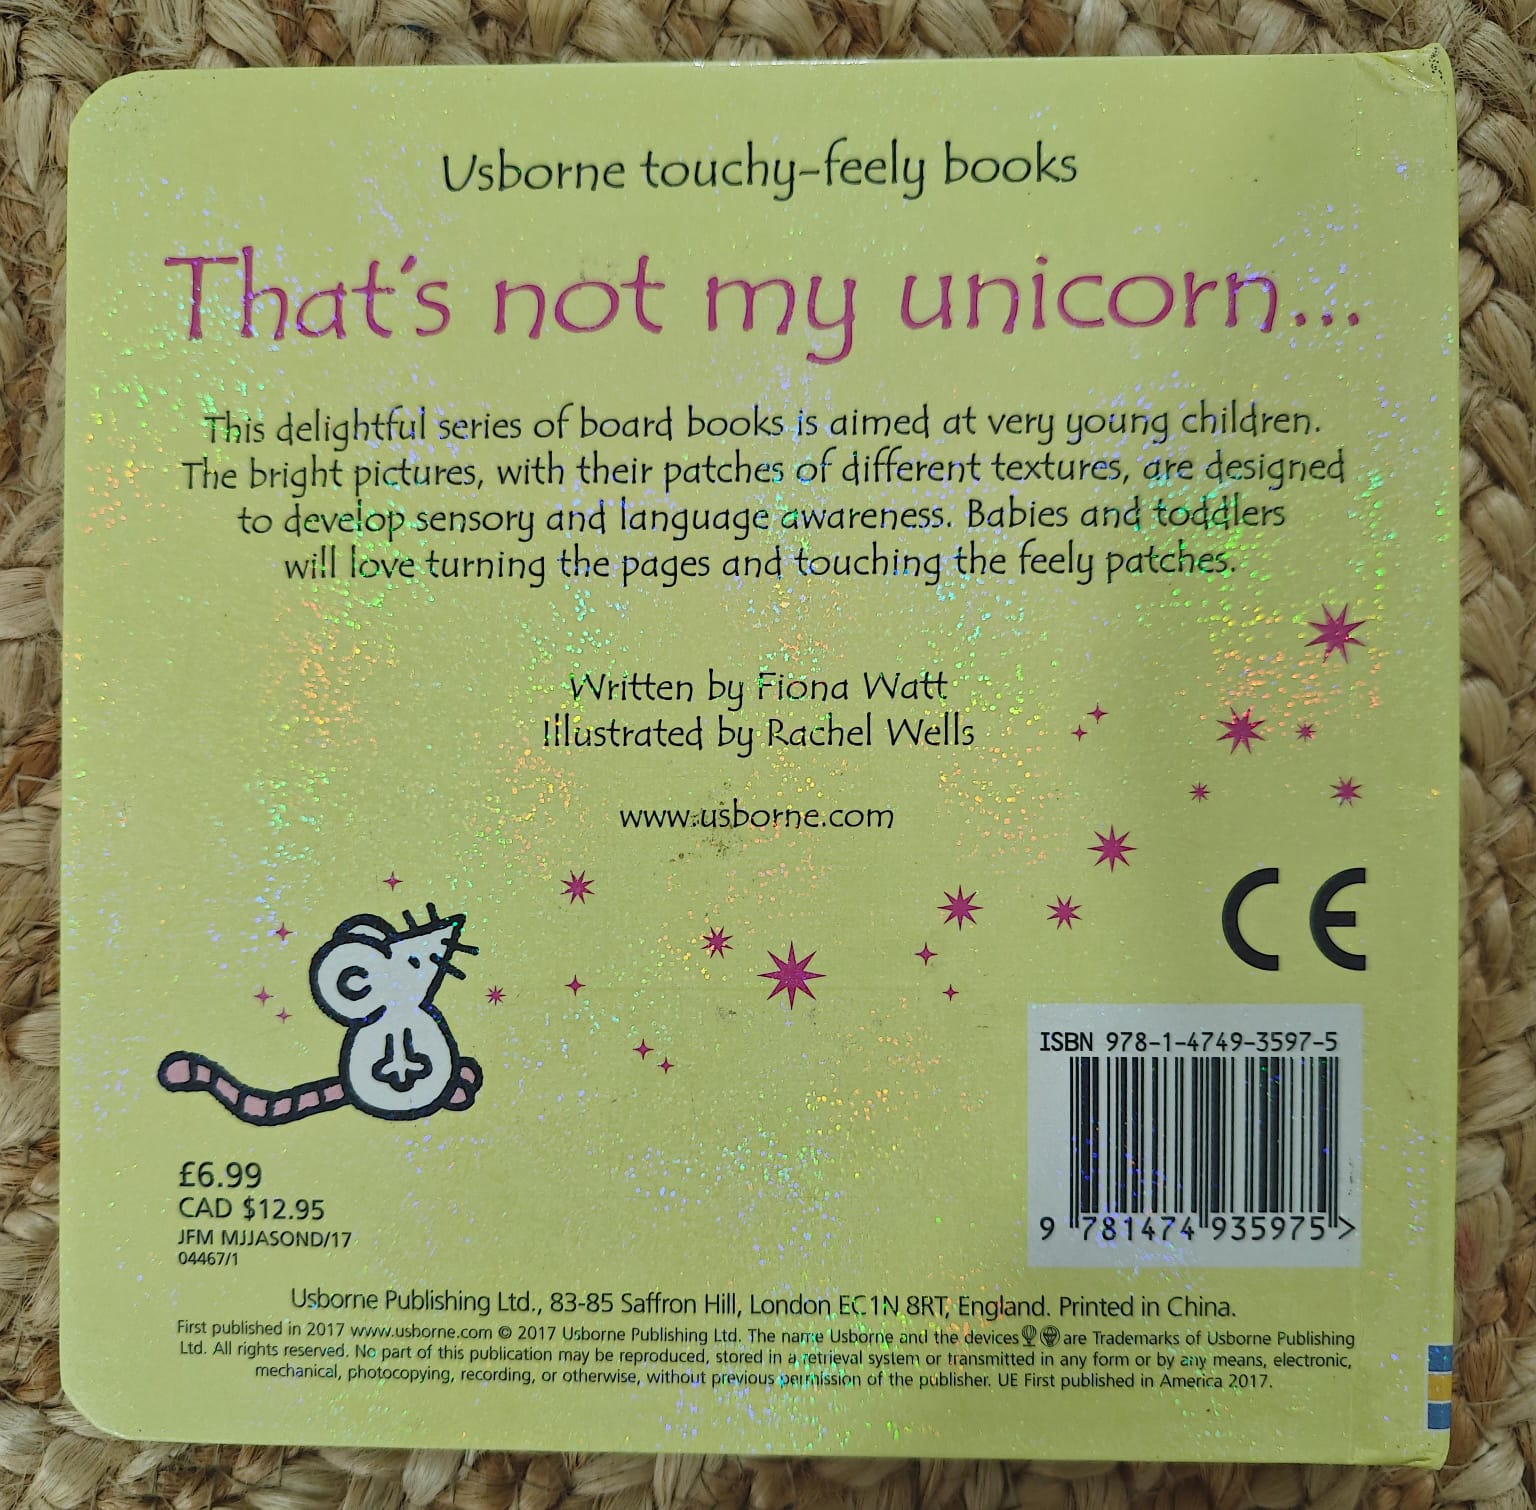 Usborne touchy-feely books
That's not my unicorn...
This delightful series of board books is aimed at very young children.
The bright pictures, with their patches of different textures, are designed
to develop sensory and language awareness. Babies and toddlers
will love turning the pages and touching the feely patches.
Written by Fiona Watt
Illustrated by Rachel Wells
www.usborne.com
CE
ISBN 978-1-4749-3597-5
9 781474 935975 >
£6.99
CAD $12.95
JFM MJJASOND/17
04467/1
Usborne Publishing Ltd., 83-85 Saffron Hill, London EC1N 8RT, England. Printed in China.
First published in 2017 www.usborne.com © 2017 Usborne Publishing Ltd. The name Usborne and the devices are Trademarks of Usborne Publishing
Ltd. All rights reserved. No part of this publication may be reproduced, stored in a retrieval system or transmitted in any form or by any means, electronic,
mechanical, photocopying, recording, or otherwise, without previous permission of the publisher. UE First published in America 2017.